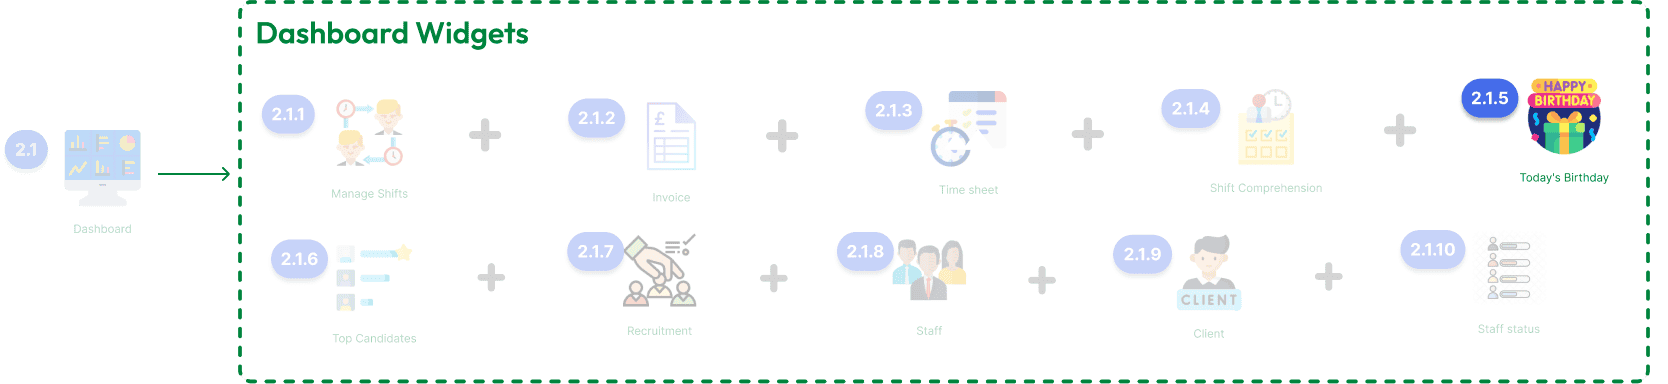 Dashboard Widgets
2.1
Dashboard
2.1.1
Manage Shifts
2.1.2
£
Invoice
2.1.3
Time sheet
2.1.4
Shift Comprehension
2.1.5
HAPPY
BIRTHDAY
Today's Birthday
2.1.6
Top Candidates
2.1.7
Recruitment
2.1.8
Staff
2.1.9
CLIENT
Client
2.1.10
Staff status